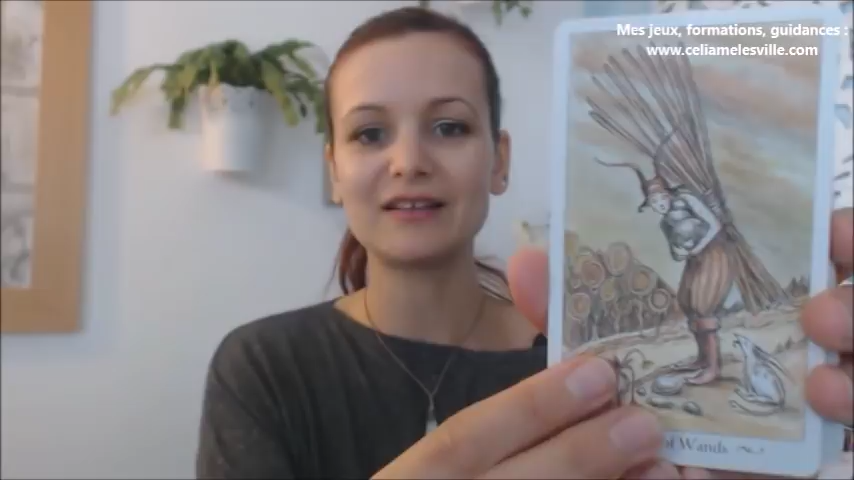 Mes jeux, formations, guidances :
www.celiamelesville.com
of Wands